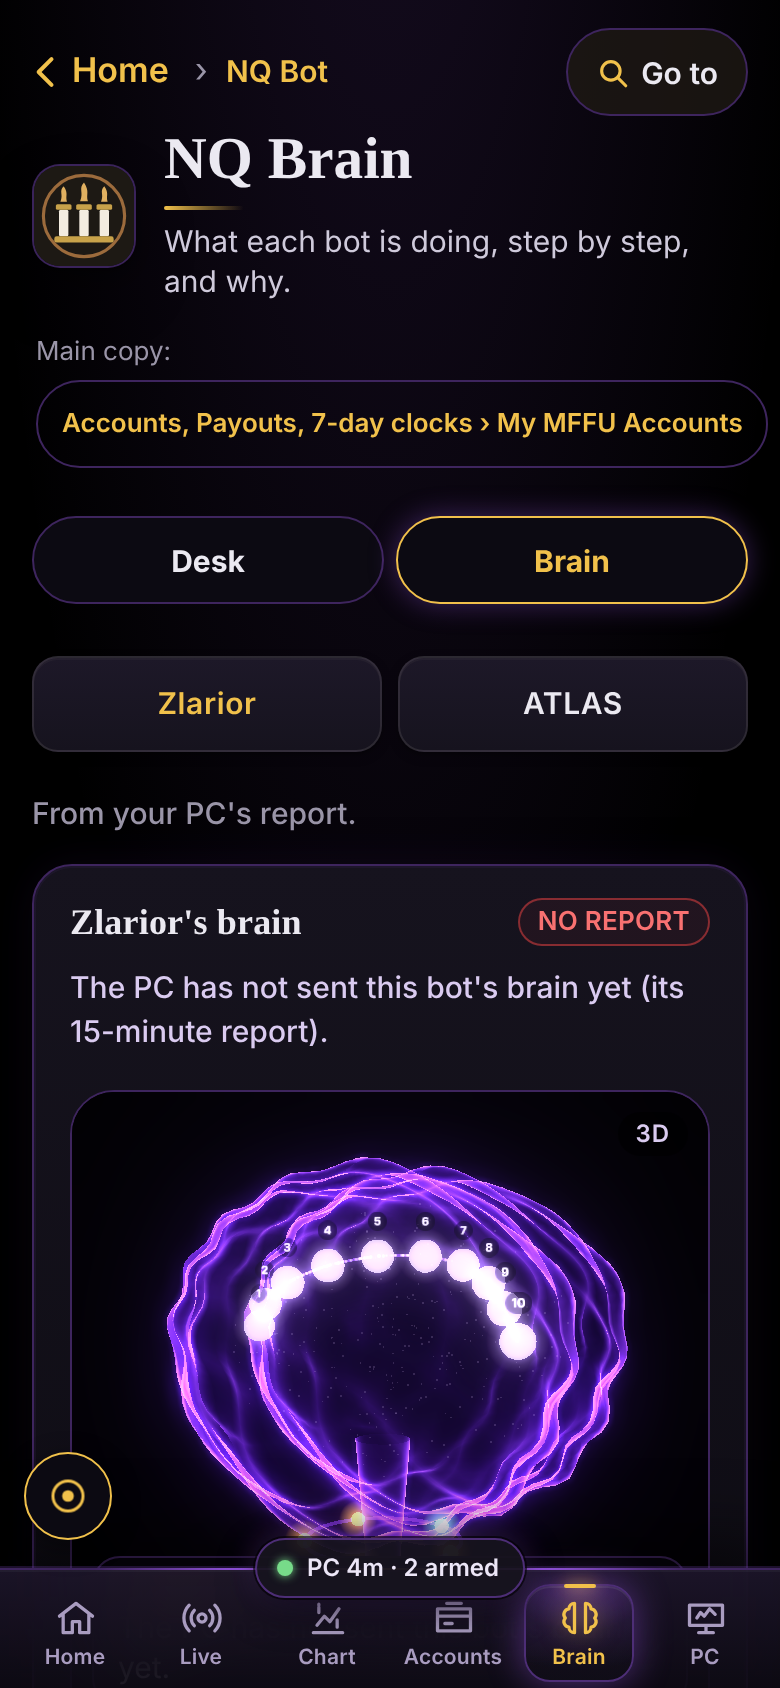 Home › NQ Bot
Go to
NQ Brain
What each bot is doing, step by step,
and why.
Main copy:
Accounts, Payouts, 7-day clocks › My MFFU Accounts
Desk
Brain
Zlarior
ATLAS
From your PC's report.
Zlarior's brain
NO REPORT
The PC has not sent this bot's brain yet (its
15-minute report).
3D
1
2
3
4
5
6
7
8
9
10
PC 4m · 2 armed
Home
Live
Chart
Accounts
Brain
PC
yet.